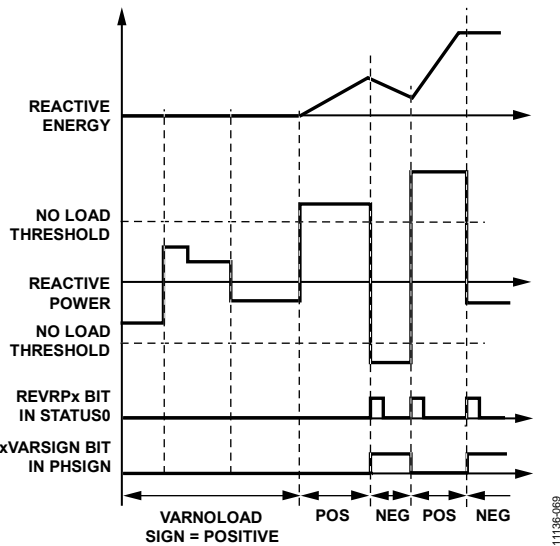 REACTIVE
ENERGY
NO LOAD
THRESHOLD
REACTIVE
POWER
NO LOAD
THRESHOLD
REVRPx BIT
IN STATUS0
xVARSIGN BIT
IN PHSIGN
VARNOLOAD
SIGN = POSITIVE
POS
NEG
POS
NEG
11136-069